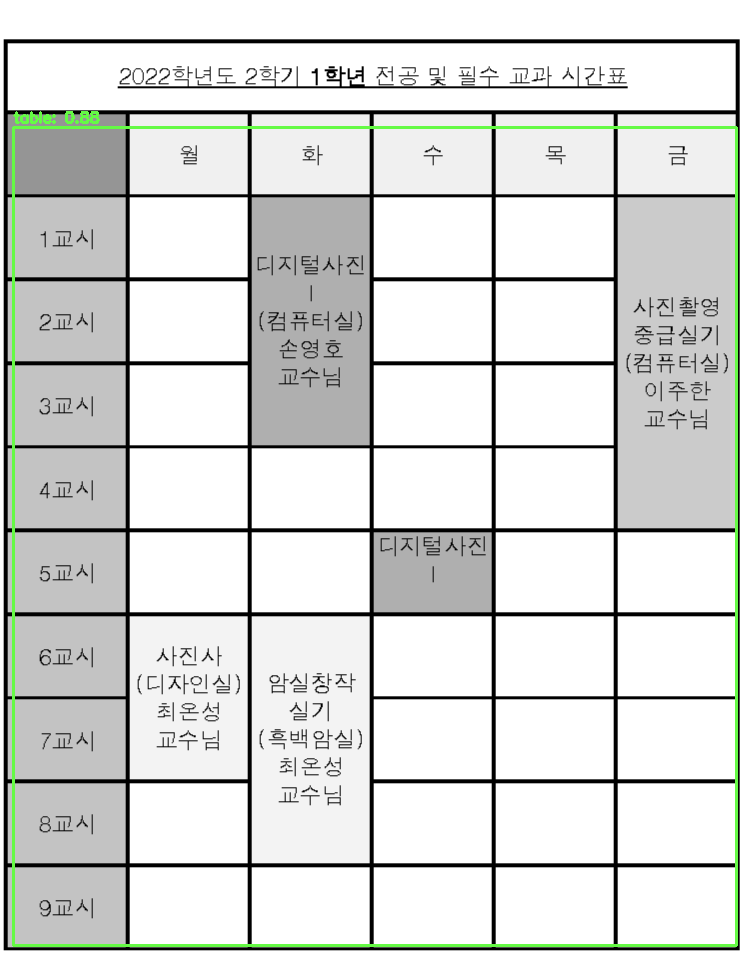 2022학년도 2학기 1학년 전공 및 필수 교과 시간표
table: 0.88
월 화 수 목 금
1교시
2교시
3교시
4교시
5교시
6교시
7교시
8교시
9교시
사진사
(디자인실)
최온성
교수님
디지털사진
I
(컴퓨터실)
손영호
교수님
암실창작
실기
(흑백암실)
최온성
교수님
디지털사진
I
사진촬영
중급실기
(컴퓨터실)
이주한
교수님